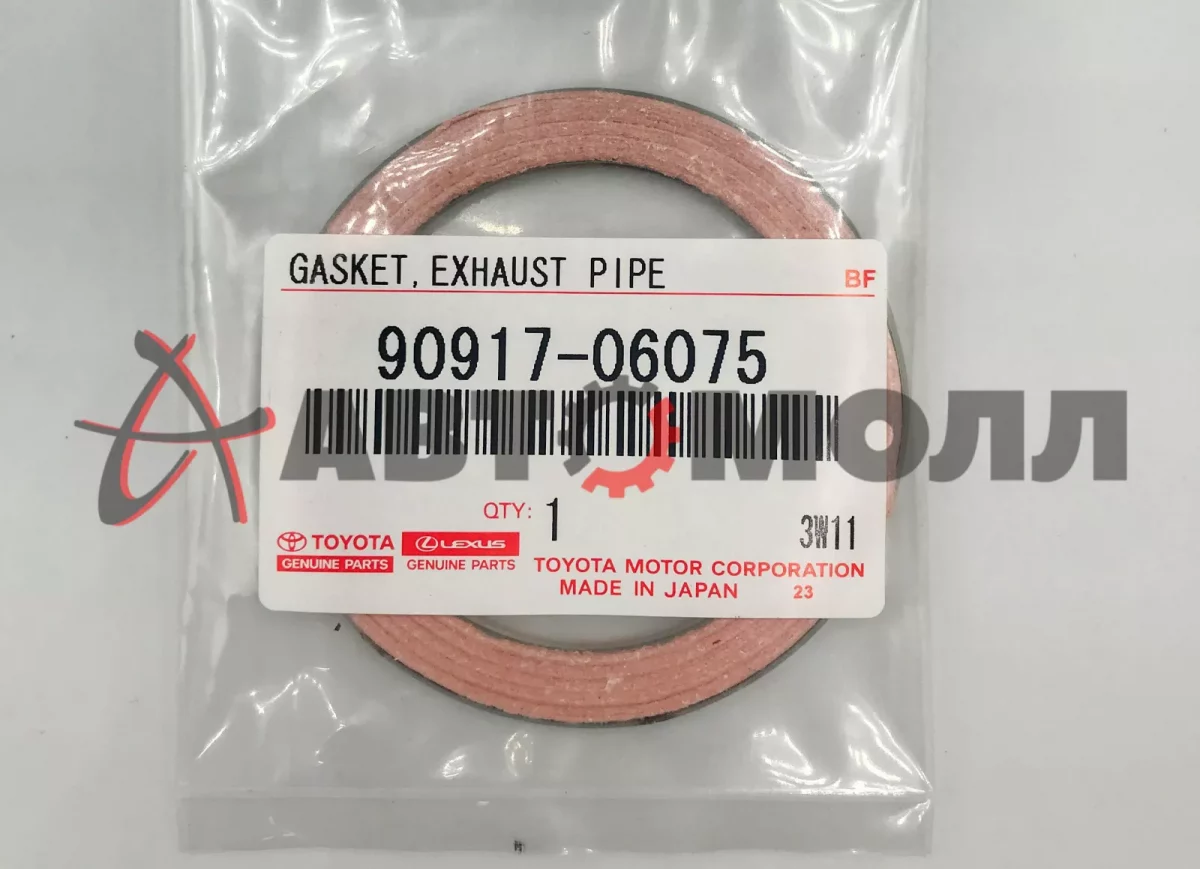 GASKET, EXHAUST PIPE BF
90917-06075
АВТОМОЛЛ
QTY: 1
3W11
TOYOTA LEXUS
GENUINE PARTS GENUINE PARTS
TOYOTA MOTOR CORPORATION
MADE IN JAPAN 23